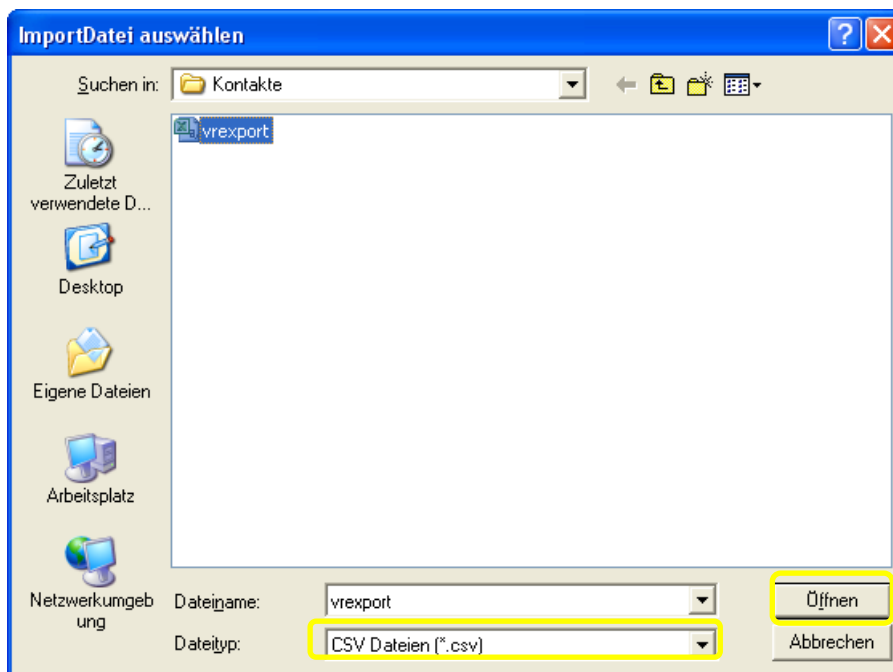 ImportDatei auswählen
Suchen in:
Kontakte
vrexport
Zuletzt
verwendete D...
Desktop
Eigene Dateien
Arbeitsplatz
Netzwerkumgeb
ung
Dateiname:
vrexport
Öffnen
Dateityp:
CSV Dateien (*.csv)
Abbrechen